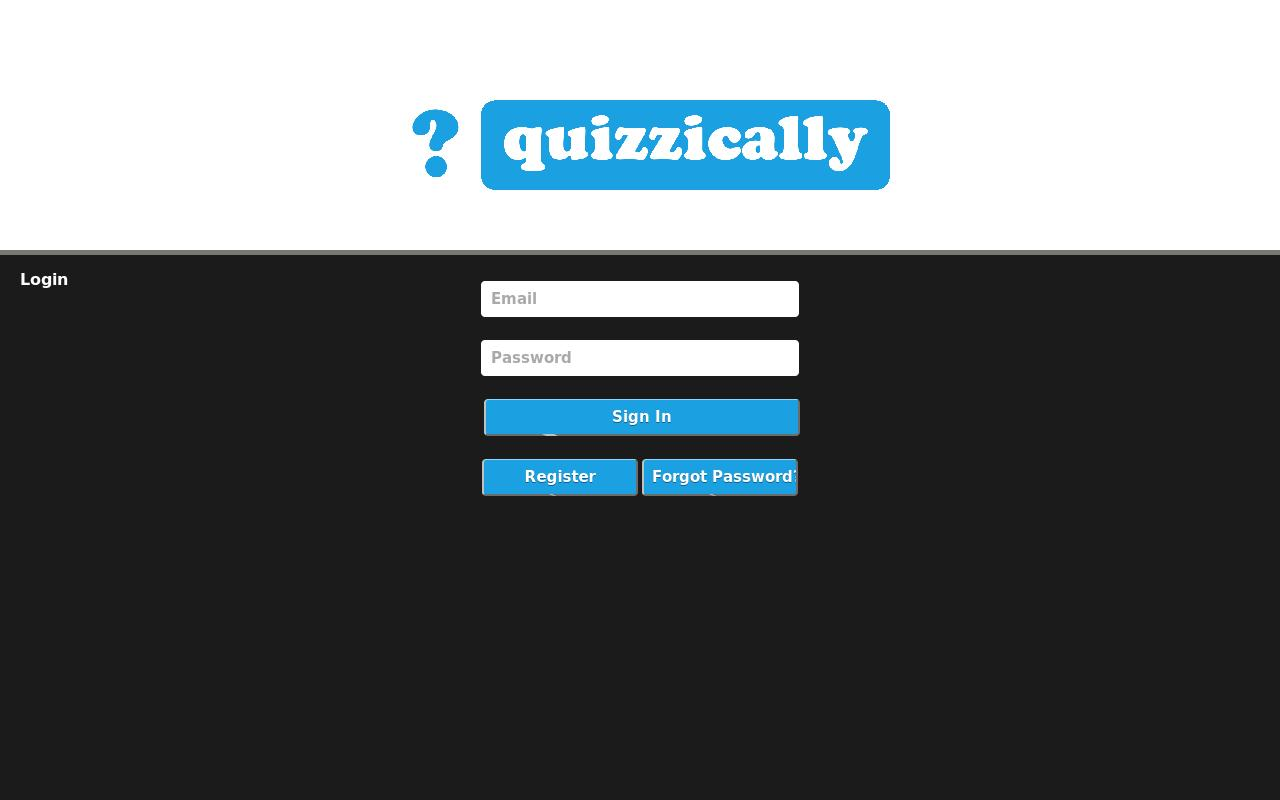 ? quizzically
Login
Email
Password
Sign In
Register
Forgot Password?